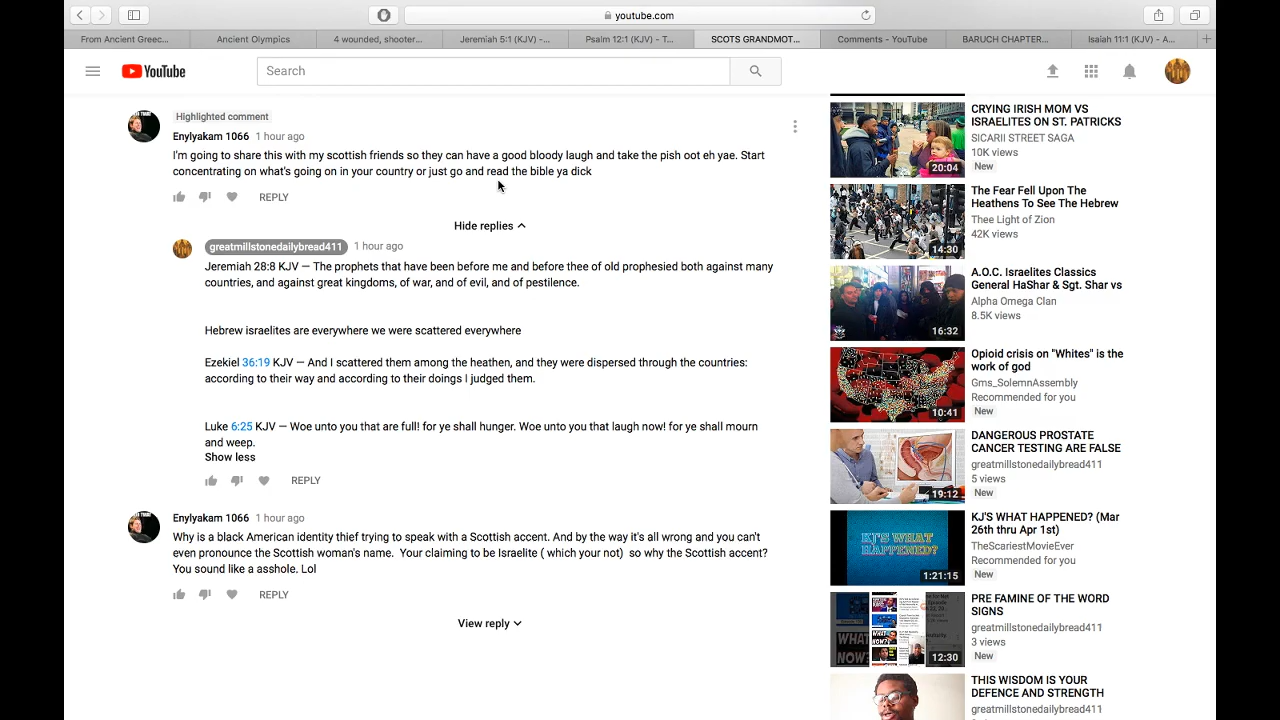 youtube.com
From Ancient Greec...
Ancient Olympics
4 wounded, shooter...
Jeremiah 5:1 (KJV) -...
Psalm 12:1 (KJV) - T...
SCOTS GRANDMOT...
Comments - YouTube
BARUCH CHAPTER...
Isaiah 11:1 (KJV) - A...
YouTube
Search
Highlighted comment
Enylyakam 1066 1 hour ago
I'm going to share this with my scottish friends so they can have a good bloody laugh and take the pish oot eh yae. Start
concentrating on what's going on in your country or just go and read the bible ya dick
REPLY
Hide replies
greatmillstonedailybread411 1 hour ago
Jeremiah 28:8 KJV — The prophets that have been before me and before thee of old prophesied both against many
countries, and against great kingdoms, of war, and of evil, and of pestilence.
Hebrew israelites are everywhere we were scattered everywhere
Ezekiel 36:19 KJV — And I scattered them among the heathen, and they were dispersed through the countries:
according to their way and according to their doings I judged them.
Luke 6:25 KJV — Woe unto you that are full! for ye shall hunger. Woe unto you that laugh now! for ye shall mourn
and weep.
Show less
REPLY
Enylyakam 1066 1 hour ago
Why is a black American identity thief trying to speak with a Scottish accent. And by the way it's all wrong and you can't
even pronounce the Scottish woman's name.  Your claiming to be Israelite ( which your not)  so why the Scottish accent?
You sound like a asshole. Lol
REPLY
View reply
CRYING IRISH MOM VS
ISRAELITES ON ST. PATRICKS
SICARII STREET SAGA
10K views
New
20:04
The Fear Fell Upon The
Heathens To See The Hebrew
Thee Light of Zion
42K views
14:30
A.O.C. Israelites Classics
General HaShar & Sgt. Shar vs
Alpha Omega Clan
8.5K views
16:32
Opioid crisis on "Whites" is the
work of god
Gms_SolemnAssembly
Recommended for you
New
10:41
DANGEROUS PROSTATE
CANCER TESTING ARE FALSE
greatmillstonedailybread411
5 views
New
19:12
KJ'S WHAT HAPPENED? (Mar
26th thru Apr 1st)
TheScariestMovieEver
Recommended for you
New
KJ'S WHAT
HAPPENED?
1:21:15
PRE FAMINE OF THE WORD
SIGNS
greatmillstonedailybread411
3 views
New
12:30
THIS WISDOM IS YOUR
DEFENCE AND STRENGTH
greatmillstonedailybread411